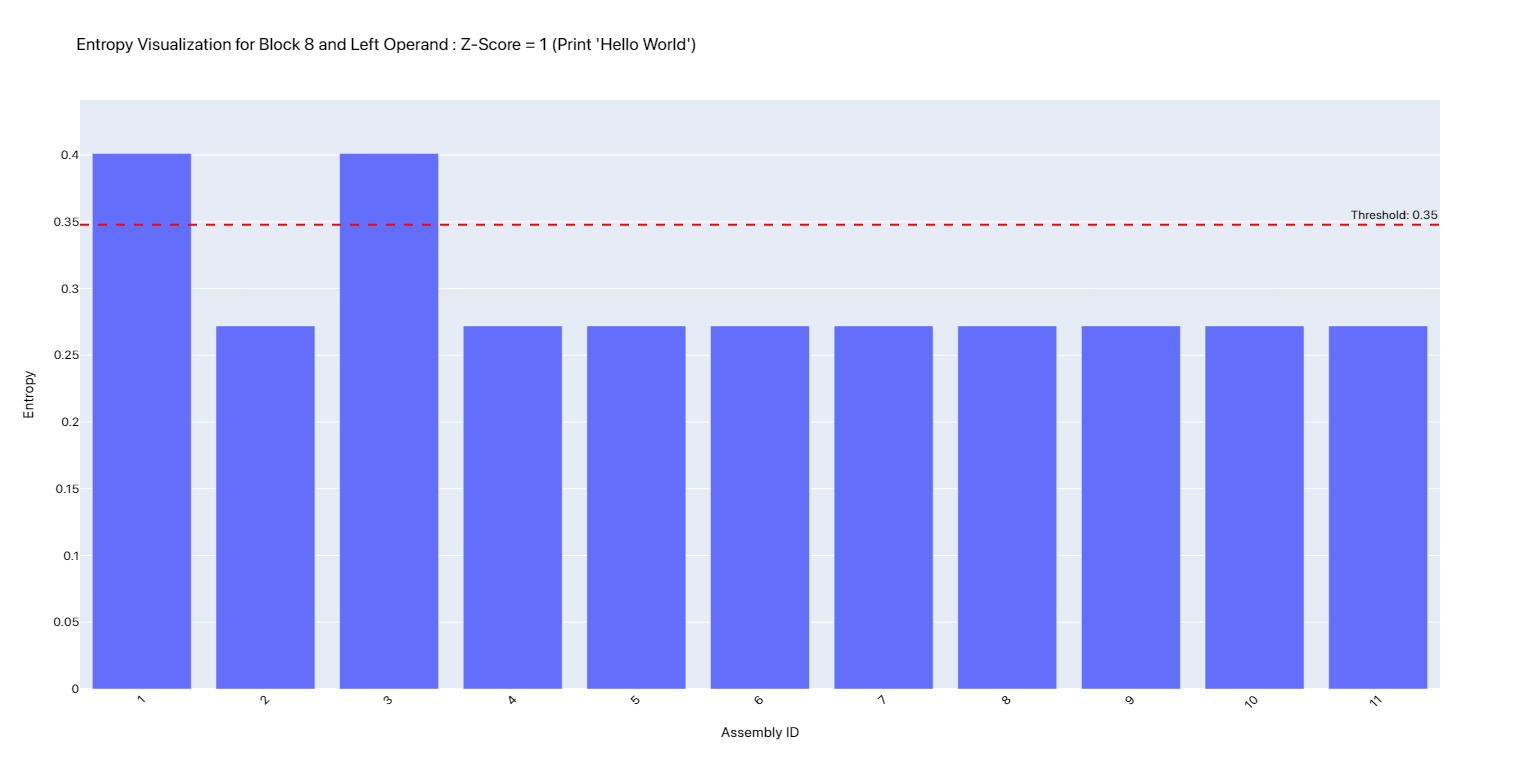 Entropy Visualization for Block 8 and Left Operand : Z-Score = 1 (Print 'Hello World')
0.4
0.35
0.3
0.25
0.2
0.15
0.1
0.05
0
Entropy
Threshold: 0.35
1 2 3 4 5 6 7 8 9 10 11
Assembly ID